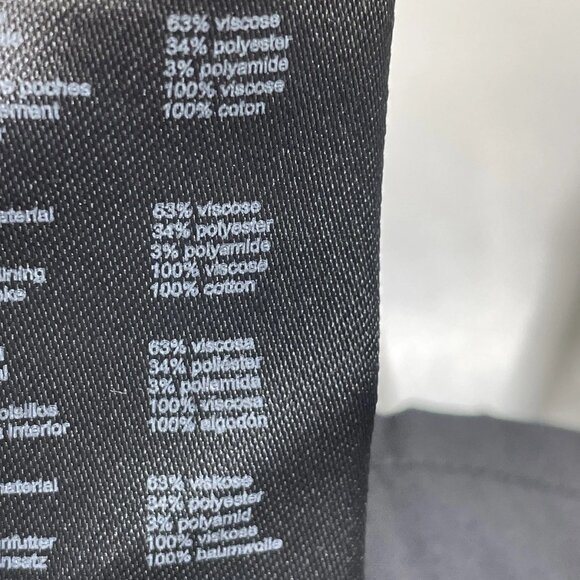 63% viscose
34% polyester
3% polyamide
poches 100% viscose
100% coton
63% viscose
34% polyester
3% polyamide
100% viscose
100% cotton
63% viscosa
34% poliéster
3% poliamida
100% viscosa
interior 100% algodón
63% viskose
34% polyester
3% polyamid
100% viskose
100% baumwolle